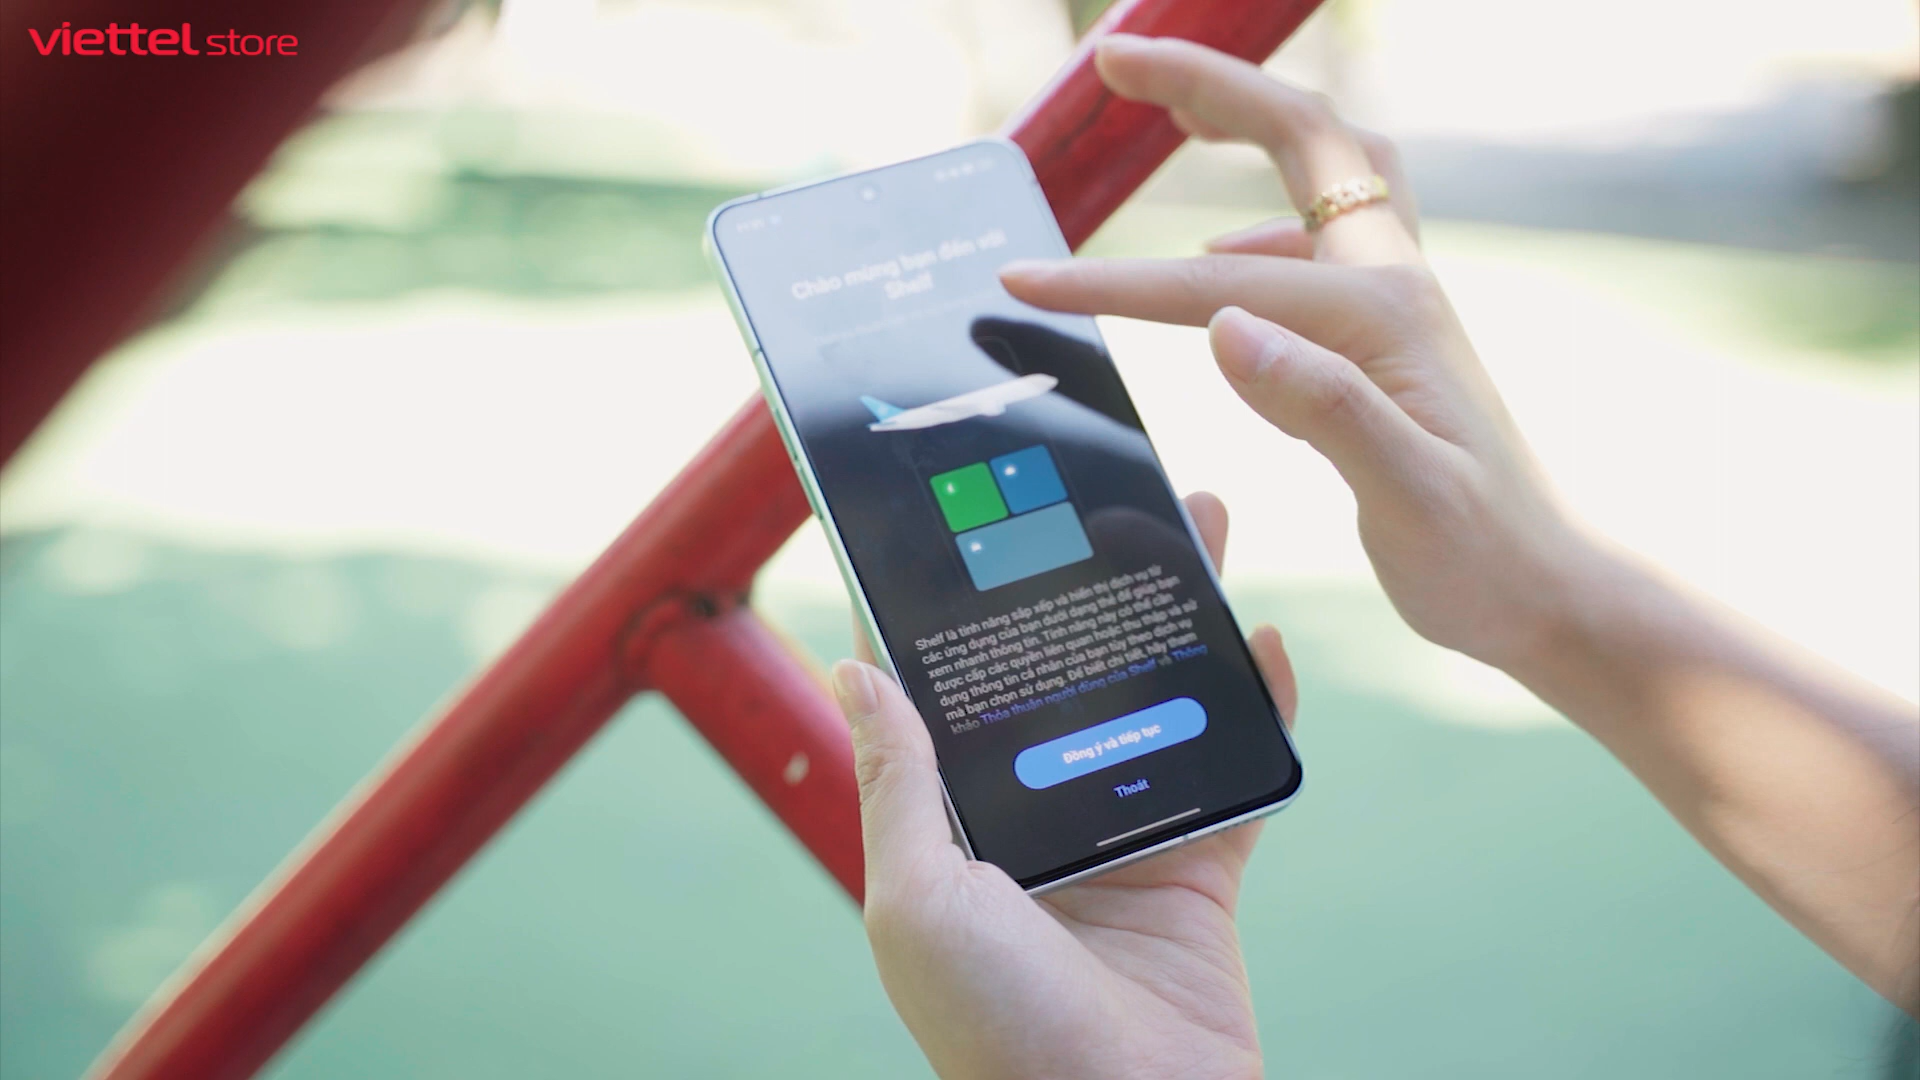 viettel store
Chào mừng bạn đến với
Shelf
Shelf là tính năng sắp xếp và hiển thị dịch vụ từ
các ứng dụng của bạn dưới dạng thẻ để giúp bạn
xem nhanh thông tin. Tính năng này có thể cần
được cấp các quyền liên quan hoặc thu thập và sử
dụng thông tin cá nhân của bạn tùy theo dịch vụ
mà bạn chọn sử dụng. Để biết chi tiết, hãy tham
khảo Thỏa thuận người dùng của Shelf và Thông
Đồng ý và tiếp tục
Thoát